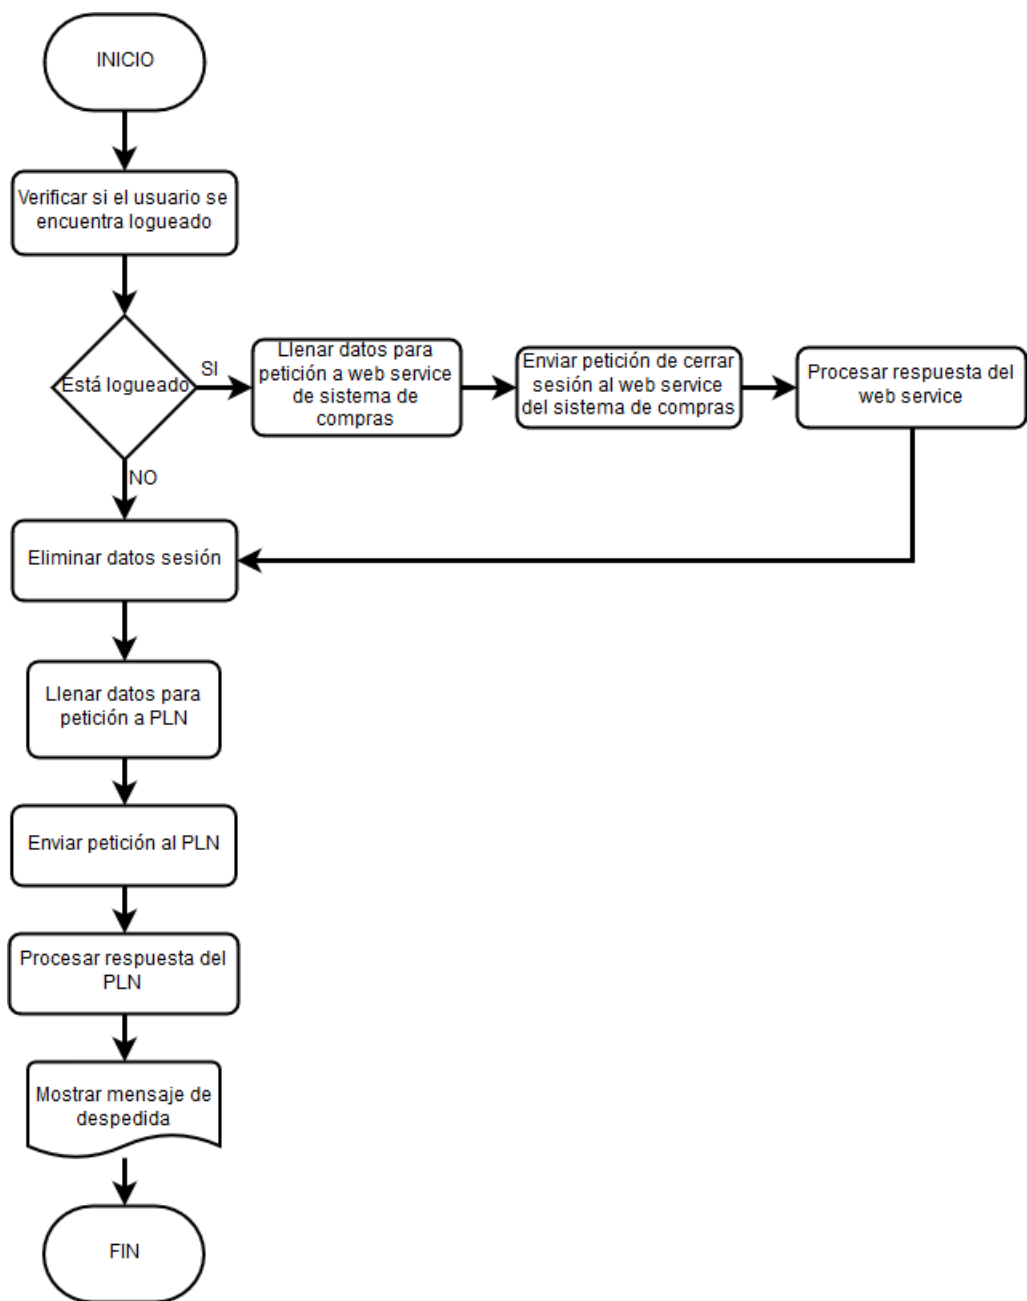 INICIO
Verificar si el usuario se
encuentra logueado
Está logueado
SI
Llenar datos para
petición a web service
de sistema de
compras
Enviar petición de cerrar
sesión al web service
del sistema de compras
Procesar respuesta del
web service
NO
Eliminar datos sesión
Llenar datos para
petición a PLN
Enviar petición al PLN
Procesar respuesta del
PLN
Mostrar mensaje de
despedida
FIN